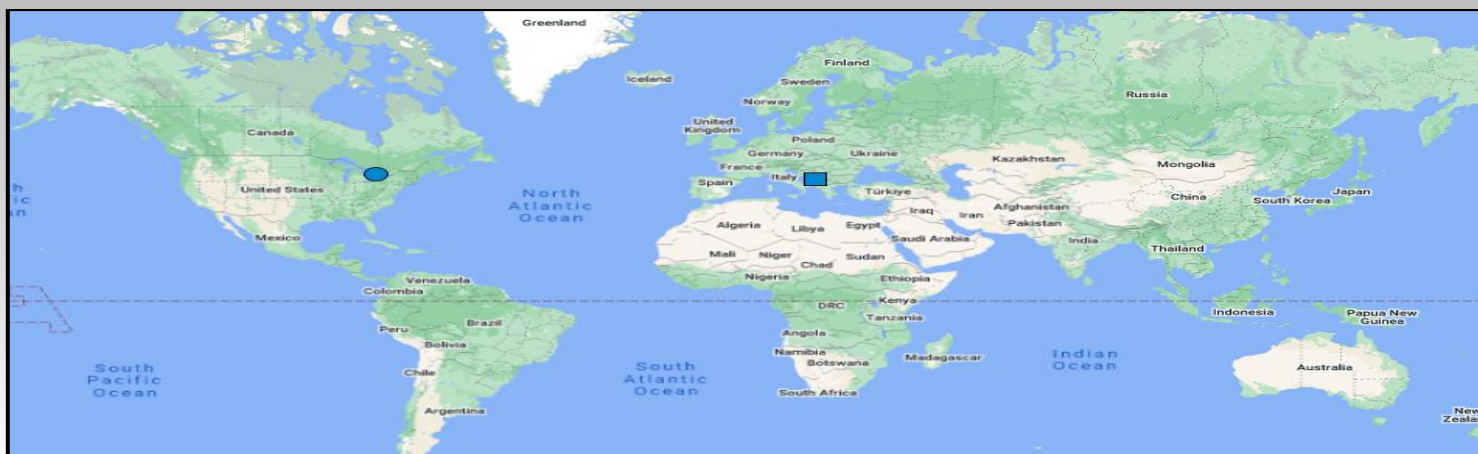 Greenland
Iceland
Finland
Sweden
Norway
Russia
Canada
United
Kingdom
Poland
Germany
Ukraine
France
Kazakhstan
Mongolia
United States
Spain
Italy
Türkiye
North
Atlantic
Ocean
China
Japan
South Korea
Afghanistan
Pakistan
Iraq
Iran
Algeria
Libya
Egypt
Saudi Arabia
Mexico
India
Thailand
Mali
Niger
Chad
Sudan
Nigeria
Ethiopia
Venezuela
Colombia
DRC
Kenya
Tanzania
Indonesia
Papua New
Guinea
Peru
Brazil
Bolivia
Angola
Namibia
Botswana
Madagascar
Indian
Ocean
South
Pacific
Ocean
Chile
South
Atlantic
Ocean
South Africa
Australia
Argentina